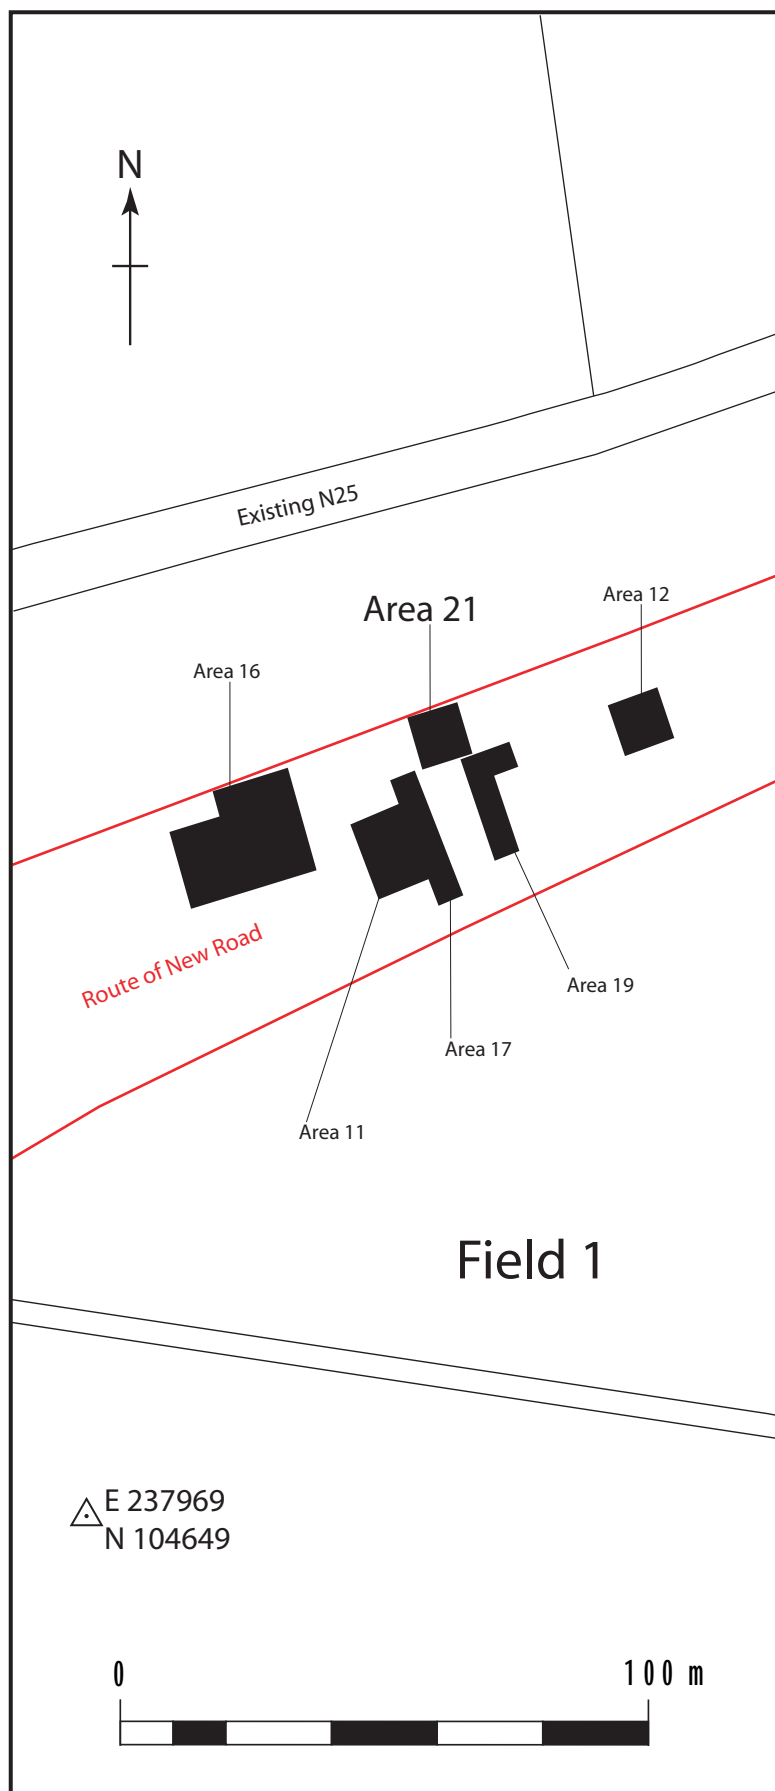 N
Existing N25
Area 12
Area 21
Area 16
Route of New Road
Area 19
Area 17
Area 11
Field 1
E 237969
N 104649
0 100 m